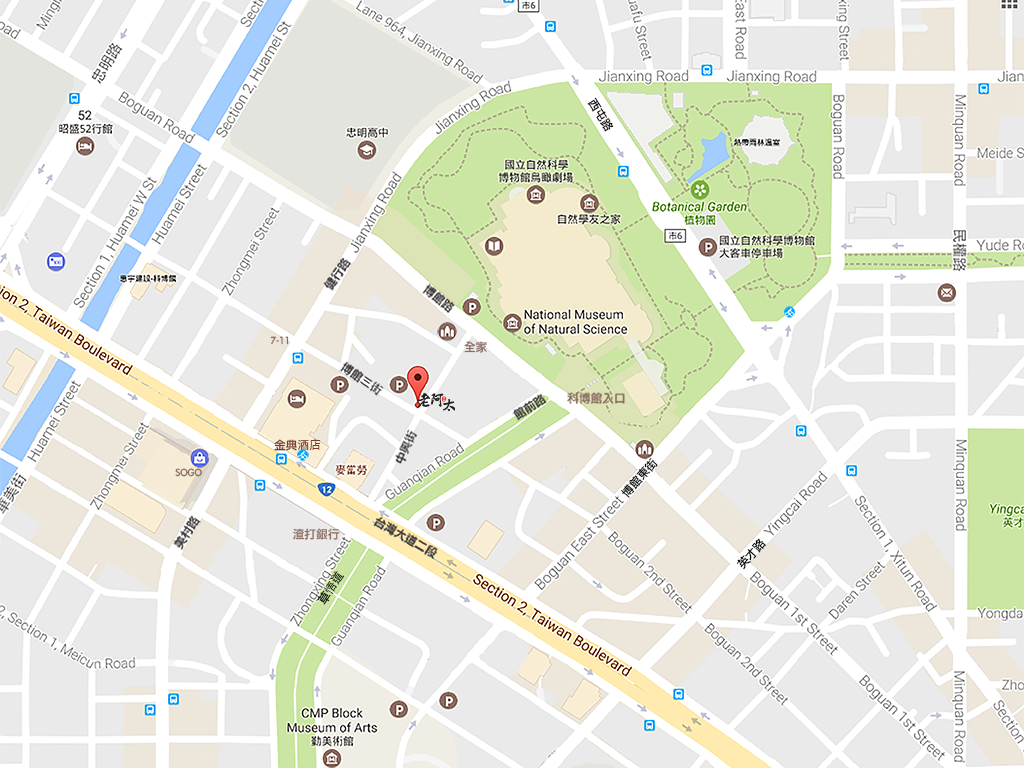 市6
Lane 964, Jianxing Road
忠明路
52
昭盛52行館
Boguan Road
Section 2, Huamei St
忠明高中
Jianxing Road
Jianxing Road
Jianxing Road
Jianxing Road
西屯路
Boguan Road
Minquan Road
Meide S
熱帶雨林溫室
國立自然科學
博物館鳥瞰劇場
自然學友之家
Botanical Garden
植物園
市6
國立自然科學博物館
大客車停車場
民權路
Yude Ro
Huamei Street
Section 1, Huamei W St
Zhongmei Street
惠宇建設-科博館
健行路
博館路
National Museum
of Natural Science
全家
7-11
Section 2, Taiwan Boulevard
博館三街
老阿太
科博館入口
館前路
中興街
Guanqian Road
金典酒店
麥當勞
SOGO
Huamei Street
Zhongmei Street
華美街
美村路
12
渣打銀行
台灣大道二段
博館東街
Boguan East Street
Boguan 2nd Street
Yingcai Road
英才路
Section 1, Xitun Road
Minquan Road
Yingca
英才
Zhongxing Street
草悟道
Guanqian Road
Section 2, Taiwan Boulevard
Boguan 1st Street
Daren Street
Yongda
2, Section 1, Meicun Road
Boguan 2nd Street
Boguan 1st Street
Minquan Road
Zho
Section
CMP Block
Museum of Arts
勤美術館